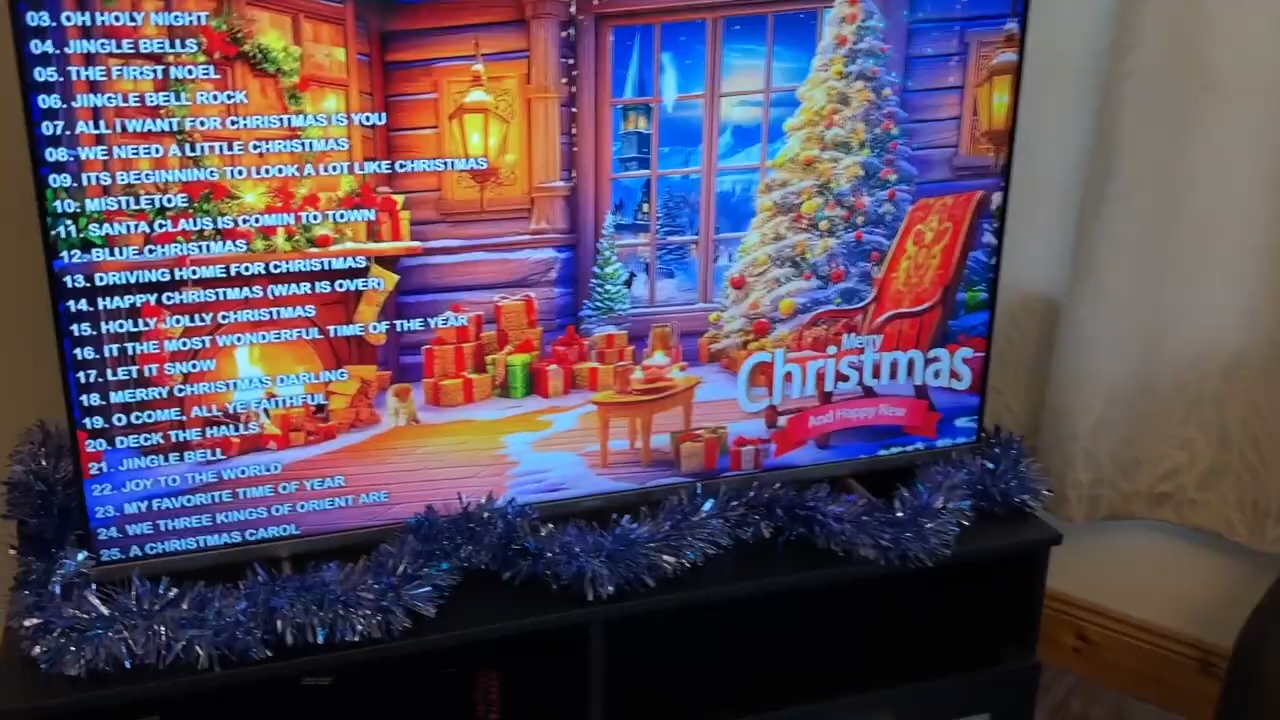 03. OH HOLY NIGHT
04. JINGLE BELLS
05. THE FIRST NOEL
06. JINGLE BELL ROCK
07. ALL I WANT FOR CHRISTMAS IS YOU
08. WE NEED A LITTLE CHRISTMAS
09. ITS BEGINNING TO LOOK A LOT LIKE CHRISTMAS
10. MISTLETOE
11. SANTA CLAUS IS COMIN TO TOWN
12. BLUE CHRISTMAS
13. DRIVING HOME FOR CHRISTMAS
14. HAPPY CHRISTMAS (WAR IS OVER)
15. HOLLY JOLLY CHRISTMAS
16. IT THE MOST WONDERFUL TIME OF THE YEAR
17. LET IT SNOW
18. MERRY CHRISTMAS DARLING
19. O COME, ALL YE FAITHFUL
20. DECK THE HALLS
21. JINGLE BELL
22. JOY TO THE WORLD
23. MY FAVORITE TIME OF YEAR
24. WE THREE KINGS OF ORIENT ARE
25. A CHRISTMAS CAROL
Merry
Christmas
And Happy New